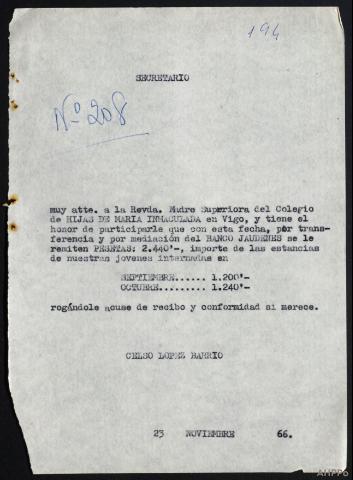 194
SECRETARIO
Nº 208
muy atte. a la Revda. Madre Superiora del Colegio
de HIJAS DE MARIA INMACULADA en Vigo, y tiene el
honor de participarle que con esta fecha, por trans-
ferencia y por mediación del BANCO JAUDENES se le
remiten PESETAS: 2.440'-, importe de las estancias
de nuestras jovenes internadas en
SEPTIEMBRE...... 1.200'-
OCTUBRE......... 1.240'-
rogándole acuse de recibo y conformidad si merece.
CELSO LOPEZ BARRIO
23 NOVIEMBRE 66.
AHPPo